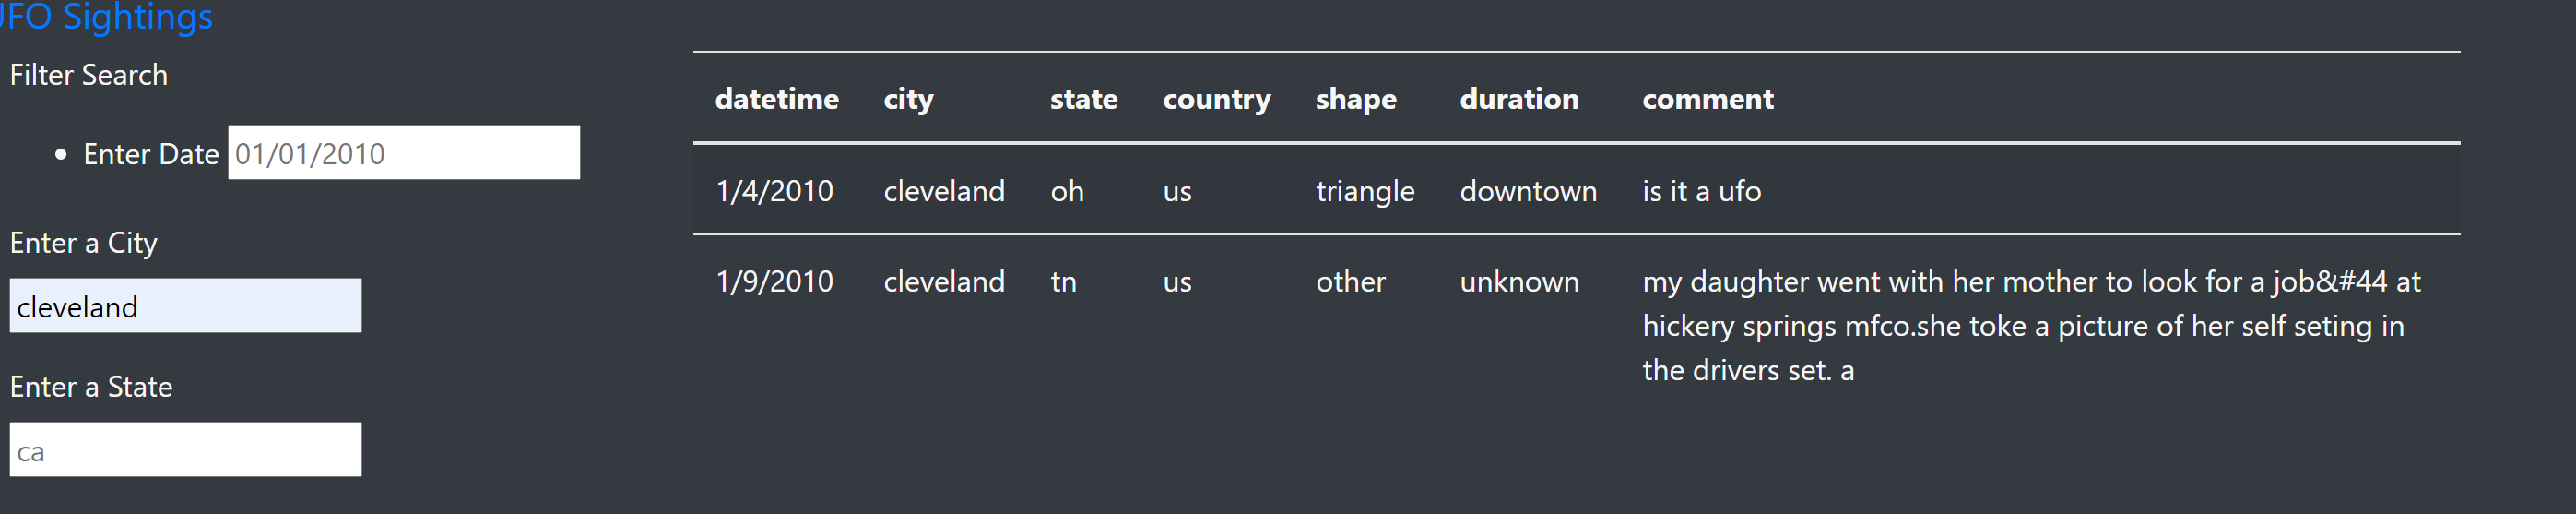 UFO Sightings
Filter Search
Enter Date 01/01/2010
Enter a City
cleveland
Enter a State
ca
datetime city state country shape duration comment
1/4/2010 cleveland oh us triangle downtown is it a ufo
1/9/2010 cleveland tn us other unknown my daughter went with her mother to look for a job&#44 at
hickery springs mfco.she toke a picture of her self seting in
the drivers set. a